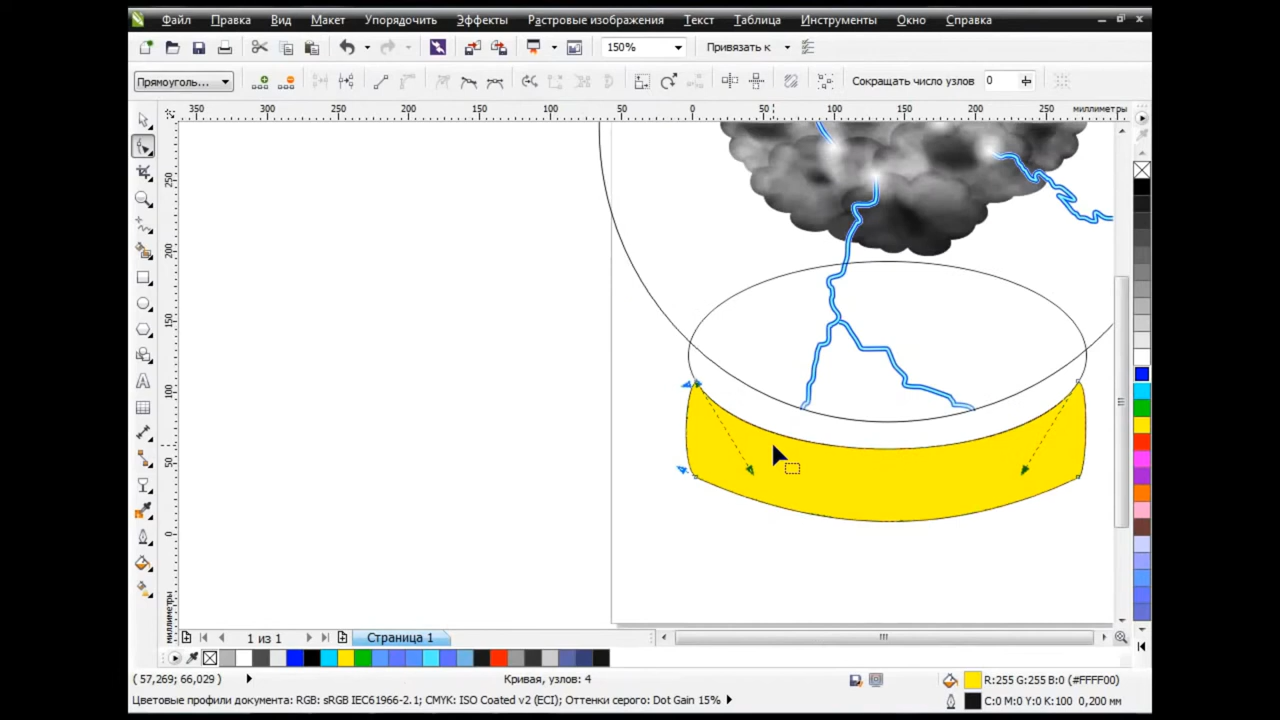 Файл Правка Вид Макет Упорядочить Эффекты Растровые изображения Текст Таблица Инструменты Окно Справка
150% Привязать к
Прямоуголь... Сокращать число узлов 0
350 300 250 200 150 100 50 0 50 100 150 200 250 миллиметры
250
200
150
100
50
0
миллиметры
1 из 1 Страница 1
( 57,269; 66,029 ) Кривая, узлов: 4 R:255 G:255 B:0 (#FFFF00)
Цветовые профили документа: RGB: sRGB IEC61966-2.1; CMYK: ISO Coated v2 (ECI); Оттенки серого: Dot Gain 15% C:0 M:0 Y:0 K:100 0,200 мм